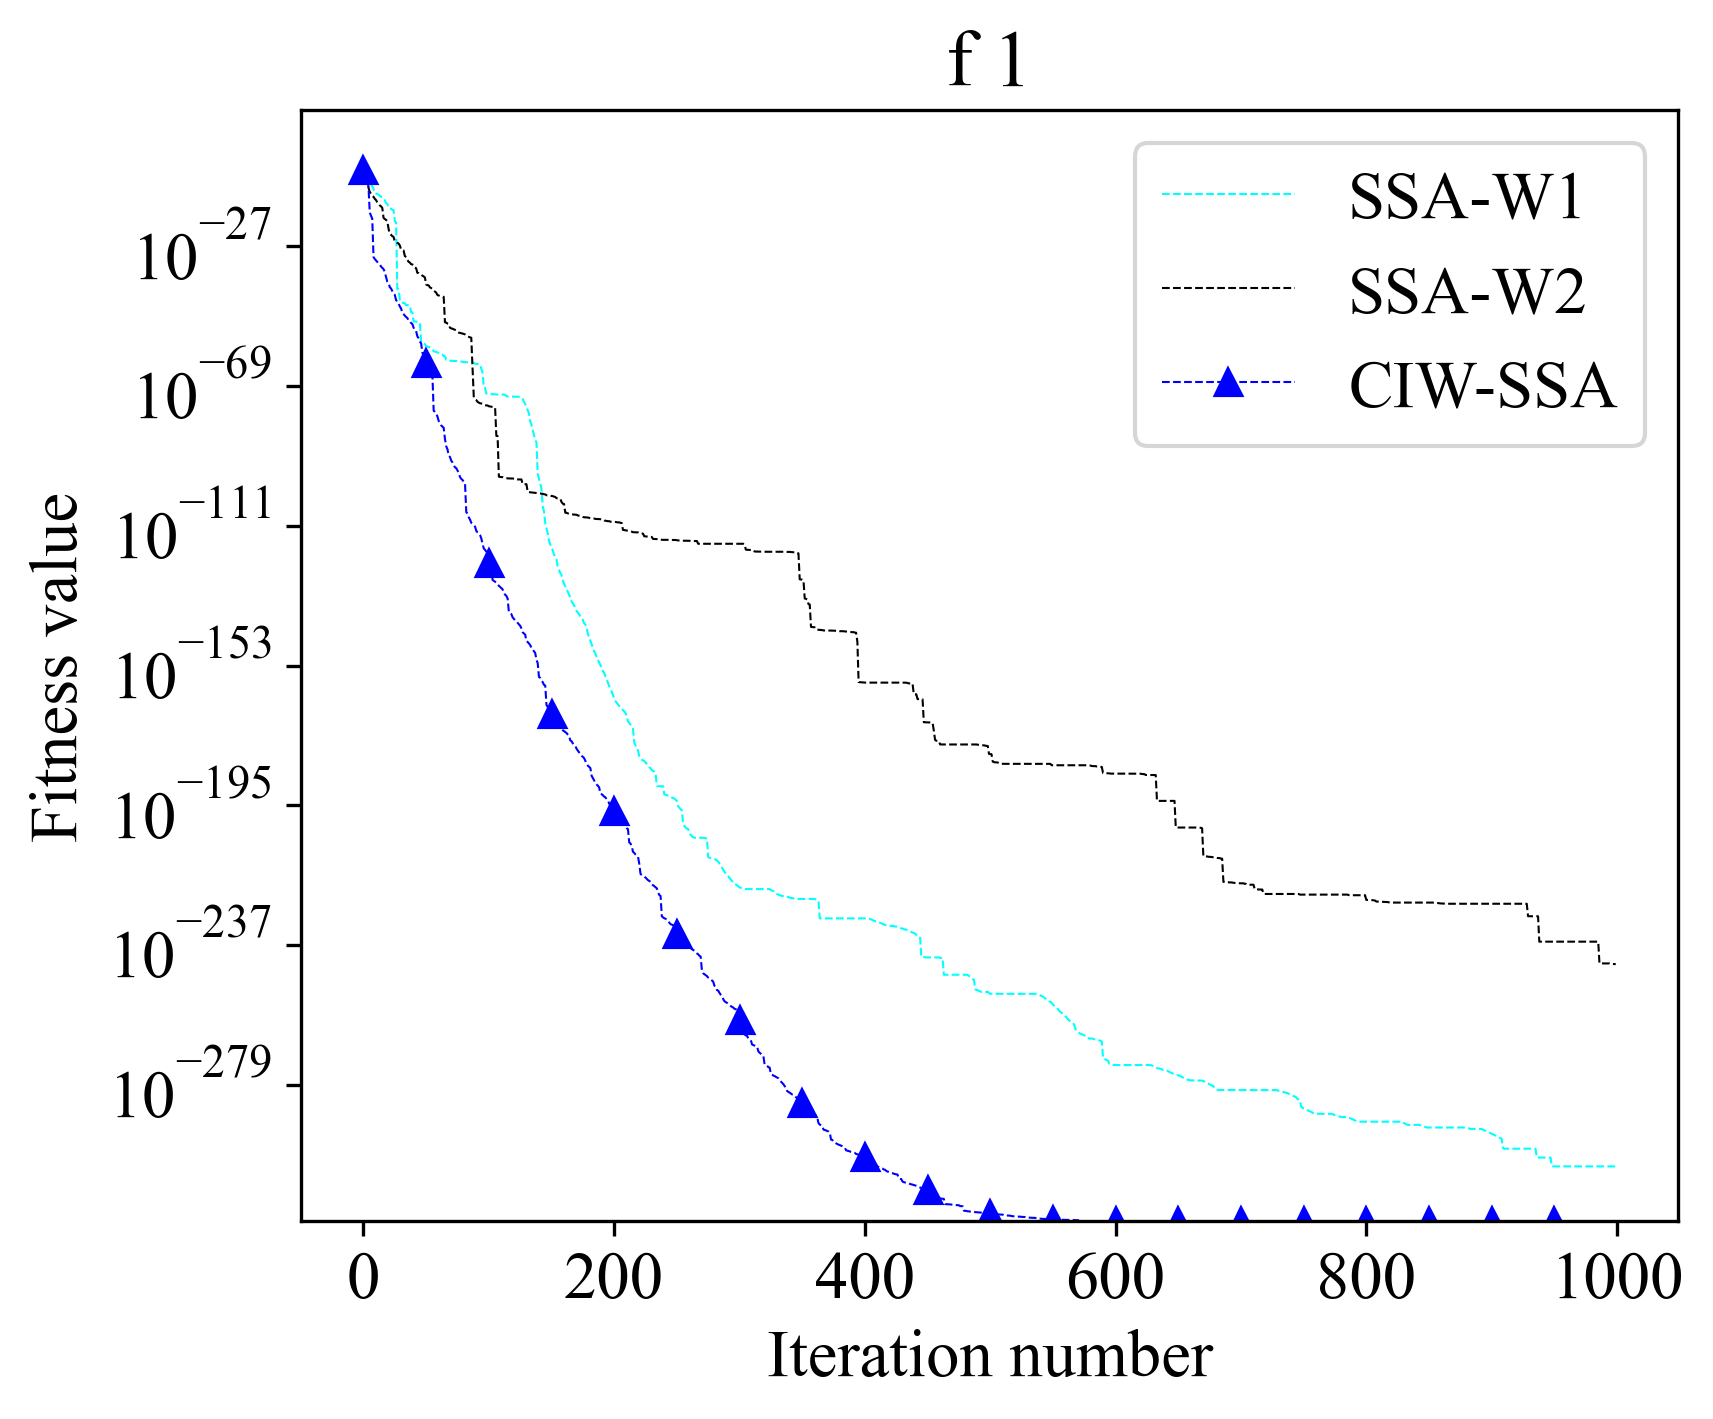 f 1
SSA-W1
SSA-W2
CIW-SSA
Fitness value
10⁻²⁷
10⁻⁶⁹
10⁻¹¹¹
10⁻¹⁵³
10⁻¹⁹⁵
10⁻²³⁷
10⁻²⁷⁹
0 200 400 600 800 1000
Iteration number